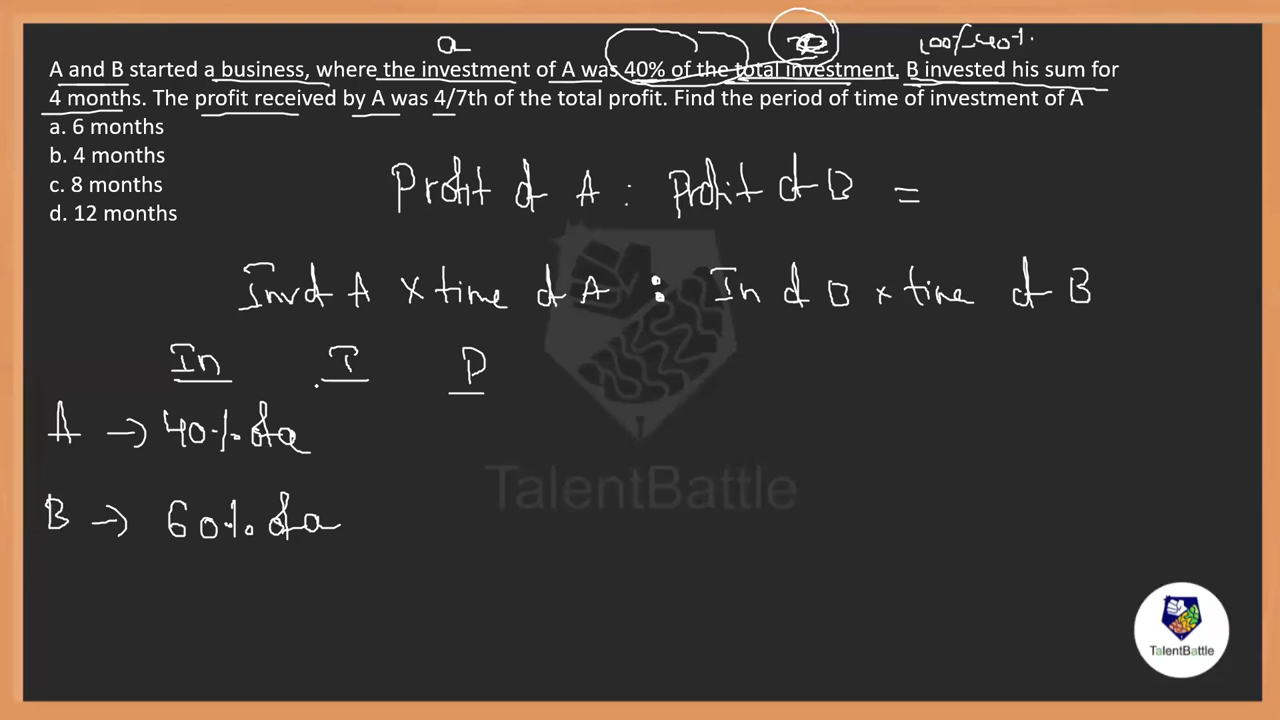 a 100%-40%
A and B started a business, where the investment of A was 40% of the total investment. B invested his sum for
4 months. The profit received by A was 4/7th of the total profit. Find the period of time of investment of A
a. 6 months
b. 4 months
c. 8 months
d. 12 months
Profit of A : Profit of B =
Inv of A × time of A : In of B × time of B
In T P
A → 40% of a
B → 60% of a
TalentBattle
TalentBattle